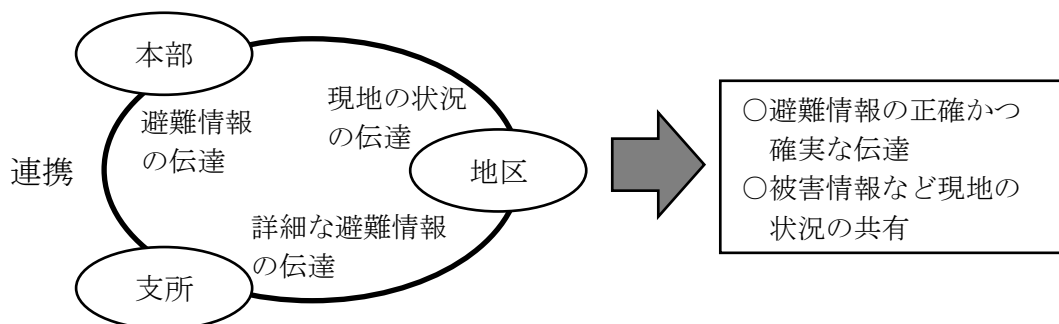 本部
避難情報
の伝達
現地の状況
の伝達
連携
地区
詳細な避難情報
の伝達
支所
○避難情報の正確かつ
確実な伝達
○被害情報など現地の
状況の共有